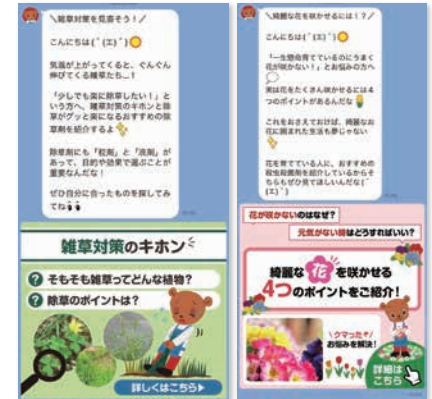 ＼雑草対策を見直そう！／
こんにちは(´(エ)｀)
気温が上がってくると、ぐんぐん
伸びてくる雑草たち…！
「少しでも楽に除草したい！」と
いう方へ、雑草対策のキホンと除
草がグッと楽になるおすすめの除
草剤を紹介するよ
除草剤にも「粒剤」と「液剤」が
あって、目的や効果で選ぶことが
重要なんだな！
ぜひ自分に合ったものを探してみ
てね
雑草対策のキホン
? そもそも雑草ってどんな植物？
? 除草のポイントは？
詳しくはこちら▶
＼綺麗な花を咲かせるには！？／
こんにちは(´(エ)｀)
「一生懸命育てているのにうまく
花が咲かない！」とお悩みの方へ
実は花をたくさん咲かせるには４
つのポイントがあるんだな
これをおさえておけば、綺麗なお
花に囲まれた生活も夢じゃない
花を育てている人に、おすすめの
殺虫殺菌剤を紹介しているからそ
ちらもぜひ見てほしいんだな(´
(エ)｀)
花が咲かないのはなぜ？
元気がない時はどうすればいい？
綺麗な花を咲かせる
4つのポイントをご紹介！
＼クマった／
お悩みを解決！
詳細は
こちら